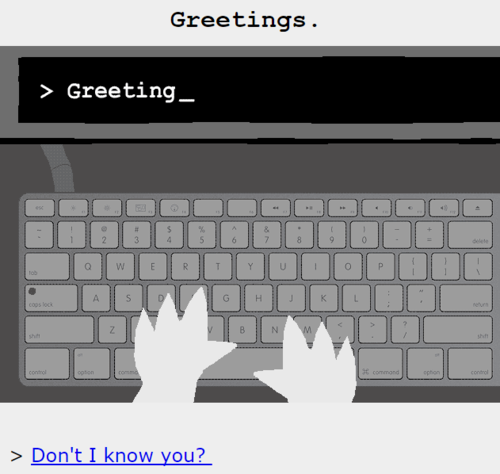 Greetings.
> Greeting_
! @ # $ % ^ & * ( ) – +
1 2 3 4 5 6 7 8 9 0 - = delete
tab Q W E R T Y U I O P { } |
[ ] \
caps lock A S D G H J K L : "
; ' return
shift Z V B N M < > ?
, . / shift
control option command ⌘ command option control
> Don't I know you?